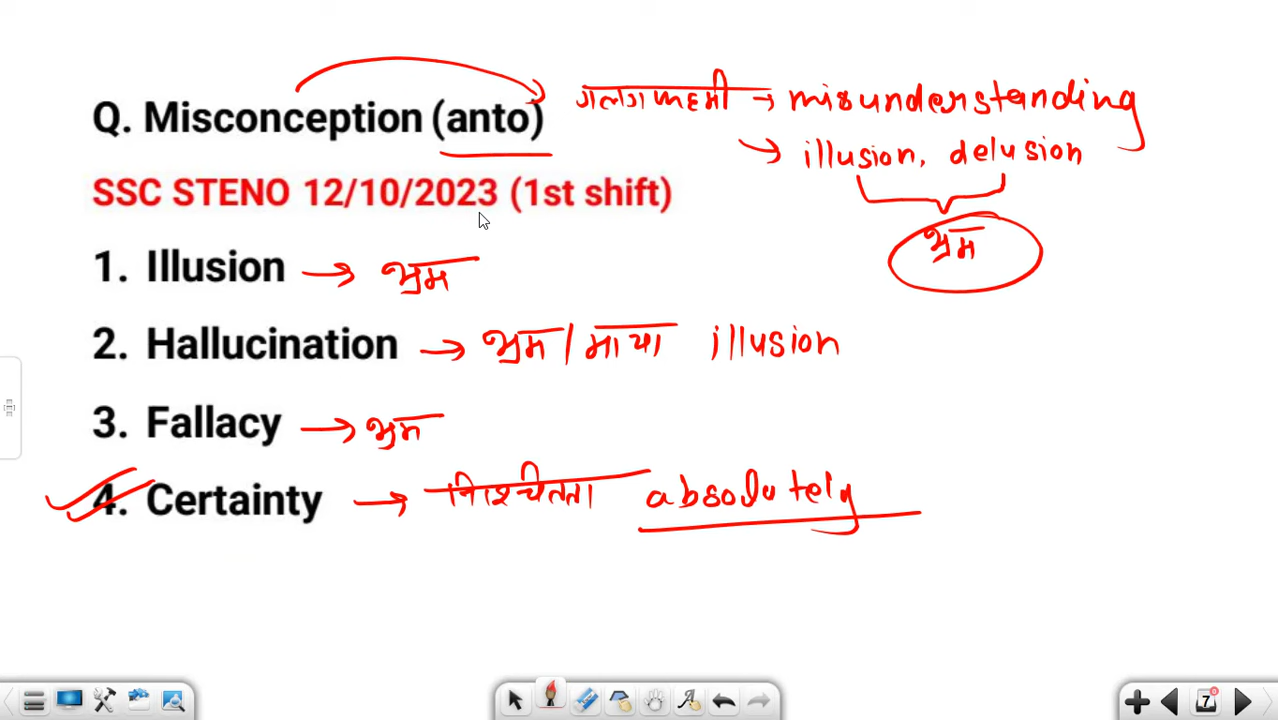 Q. Misconception (anto) गलतफहमी → misunderstanding
→ illusion, delusion
SSC STENO 12/10/2023 (1st shift)
भ्रम
1. Illusion → भ्रम
2. Hallucination → भ्रम / माया illusion
3. Fallacy → भ्रम
4. Certainty → निश्चितता absolutely
7